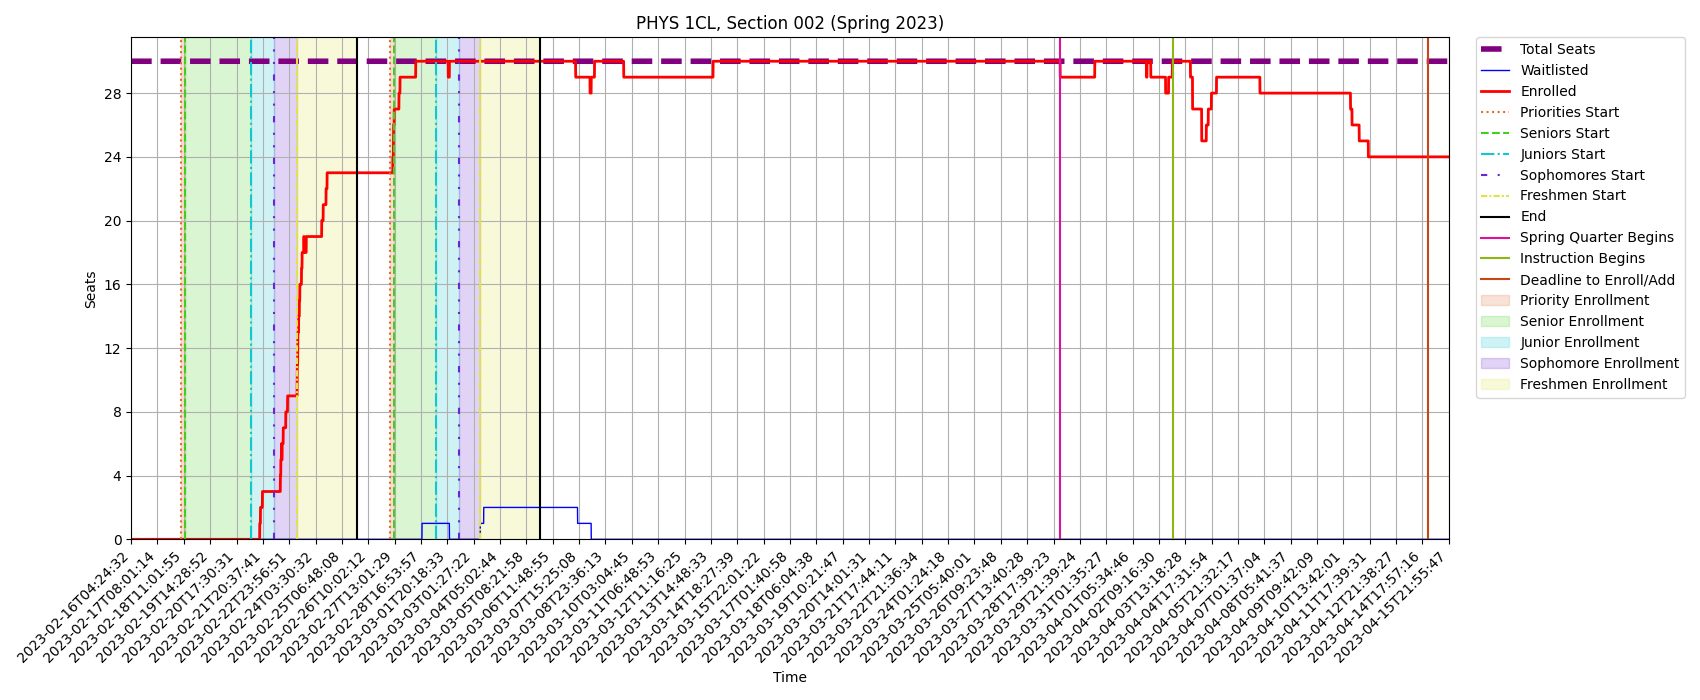 PHYS 1CL, Section 002 (Spring 2023)
Total Seats
Waitlisted
Enrolled
Priorities Start
Seniors Start
Juniors Start
Sophomores Start
Freshmen Start
End
Spring Quarter Begins
Instruction Begins
Deadline to Enroll/Add
Priority Enrollment
Senior Enrollment
Junior Enrollment
Sophomore Enrollment
Freshmen Enrollment
Seats
28
24
20
16
12
8
4
0
2023-02-16T04:24:32
2023-02-17T08:01:14
2023-02-18T11:01:55
2023-02-19T14:28:52
2023-02-20T17:30:31
2023-02-21T20:37:41
2023-02-22T23:56:51
2023-02-24T03:30:32
2023-02-25T06:48:08
2023-02-26T10:02:12
2023-02-27T13:01:29
2023-02-28T16:53:57
2023-03-01T20:18:33
2023-03-03T01:27:22
2023-03-04T05:02:44
2023-03-05T08:21:58
2023-03-06T11:48:55
2023-03-07T15:25:08
2023-03-08T23:36:13
2023-03-10T03:04:45
2023-03-11T06:48:53
2023-03-12T11:16:25
2023-03-13T14:48:33
2023-03-14T18:27:39
2023-03-15T22:01:22
2023-03-17T01:40:58
2023-03-18T06:04:38
2023-03-19T10:21:47
2023-03-20T14:01:31
2023-03-21T17:44:11
2023-03-22T21:36:34
2023-03-24T01:24:18
2023-03-25T05:40:01
2023-03-26T09:23:48
2023-03-27T13:40:28
2023-03-28T17:39:23
2023-03-29T21:39:24
2023-03-31T01:35:27
2023-04-01T05:34:46
2023-04-02T09:16:30
2023-04-03T13:18:28
2023-04-04T17:31:54
2023-04-05T21:32:17
2023-04-07T01:37:04
2023-04-08T05:41:37
2023-04-09T09:42:09
2023-04-10T13:42:01
2023-04-11T17:39:31
2023-04-12T21:38:27
2023-04-14T17:57:16
2023-04-15T21:55:47
Time